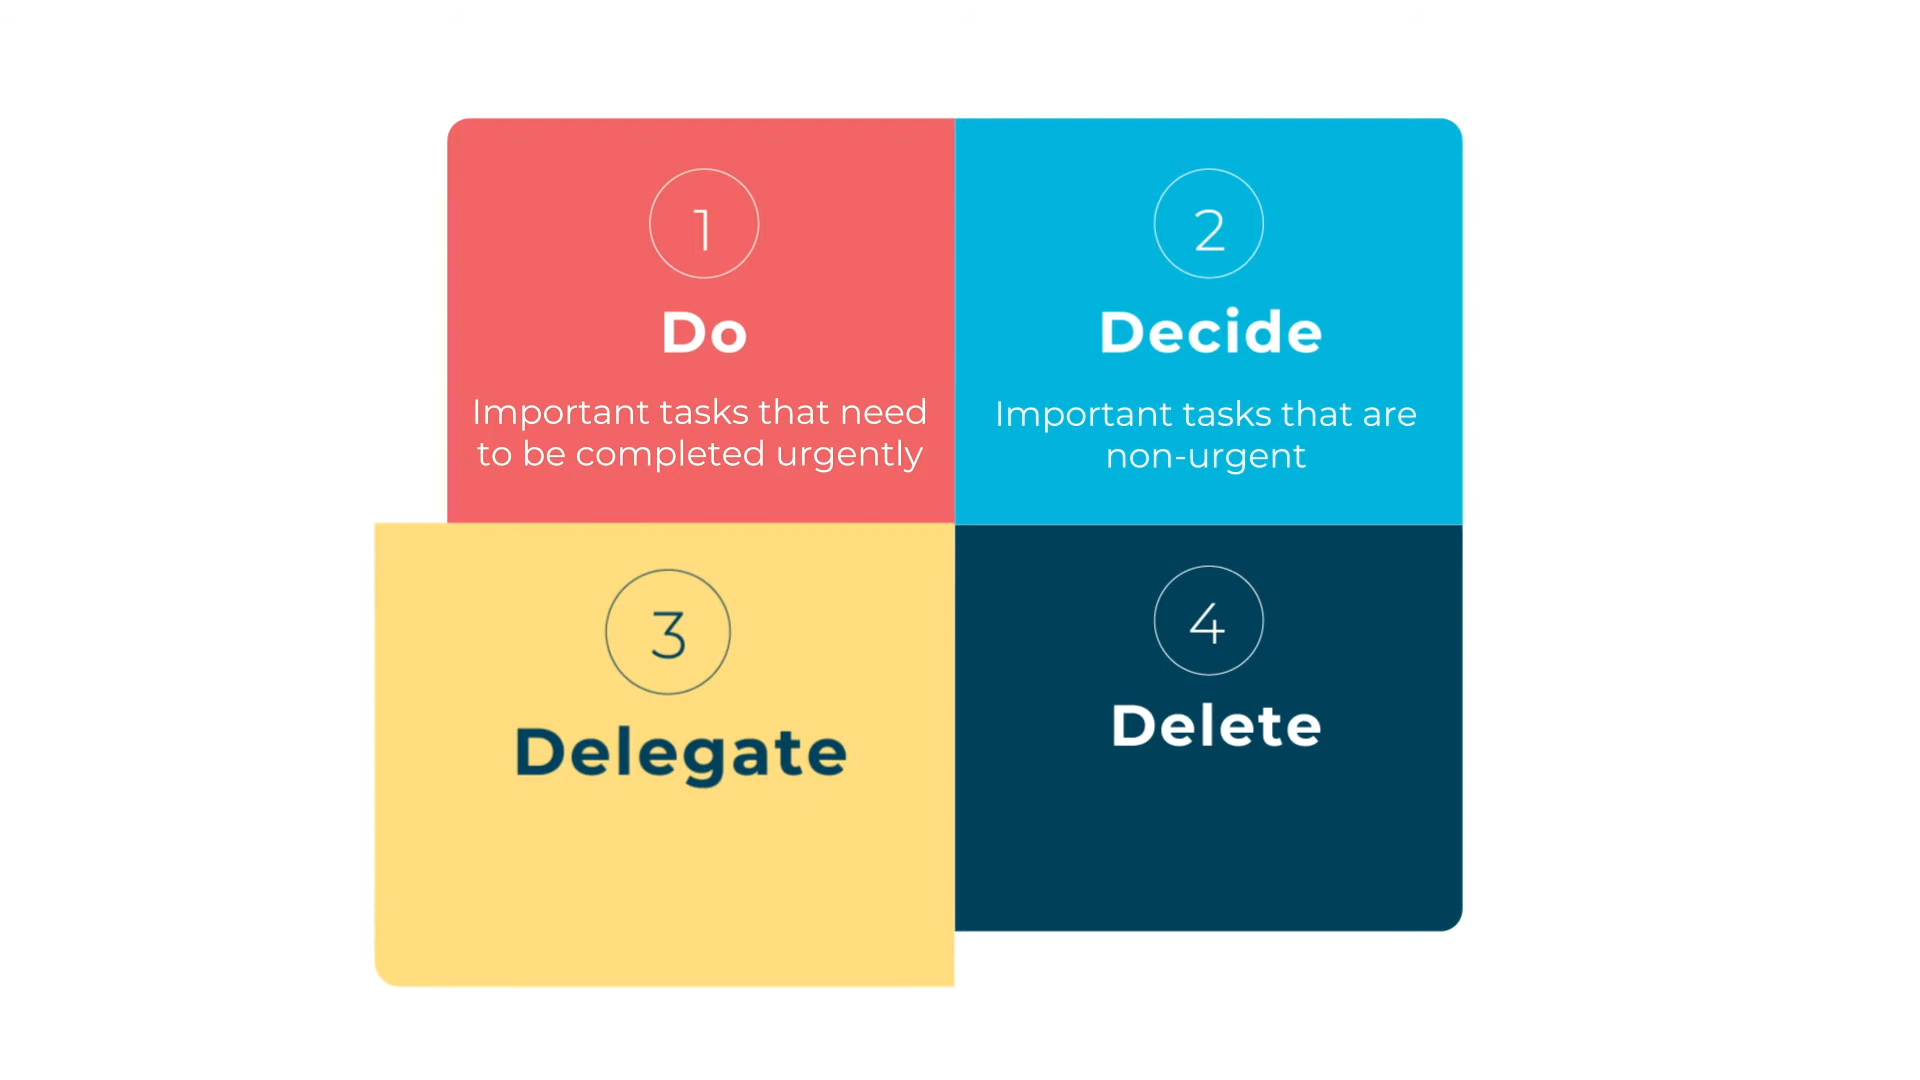 1
Do
Important tasks that need
to be completed urgently
2
Decide
Important tasks that are
non-urgent
3
Delegate
4
Delete